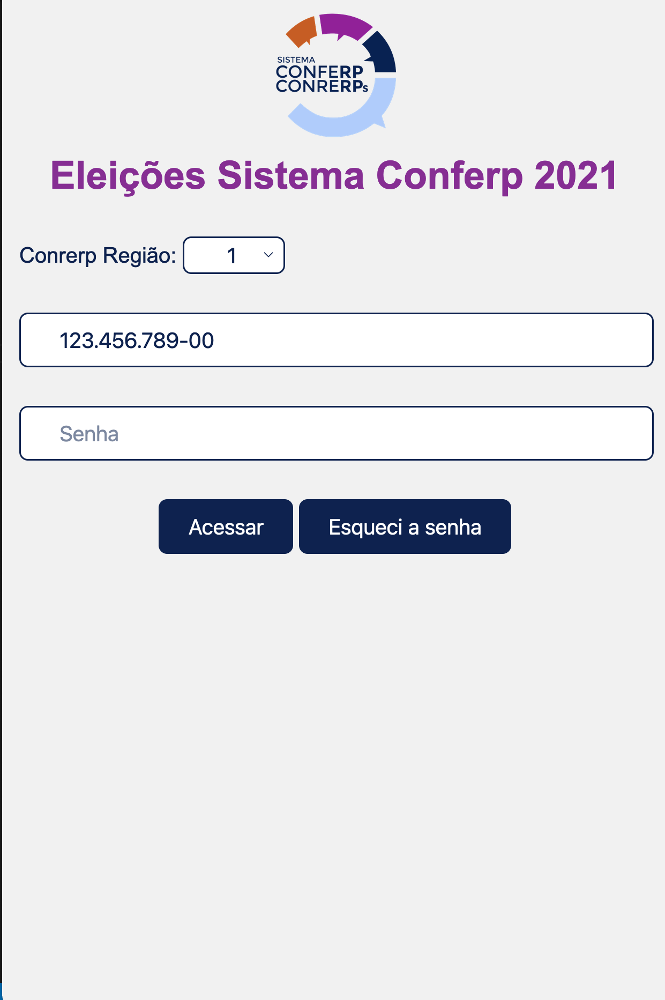 SISTEMA
CONFERP
CONRERPs
Eleições Sistema Conferp 2021
Conrerp Região: 1
123.456.789-00
Senha
Acessar Esqueci a senha